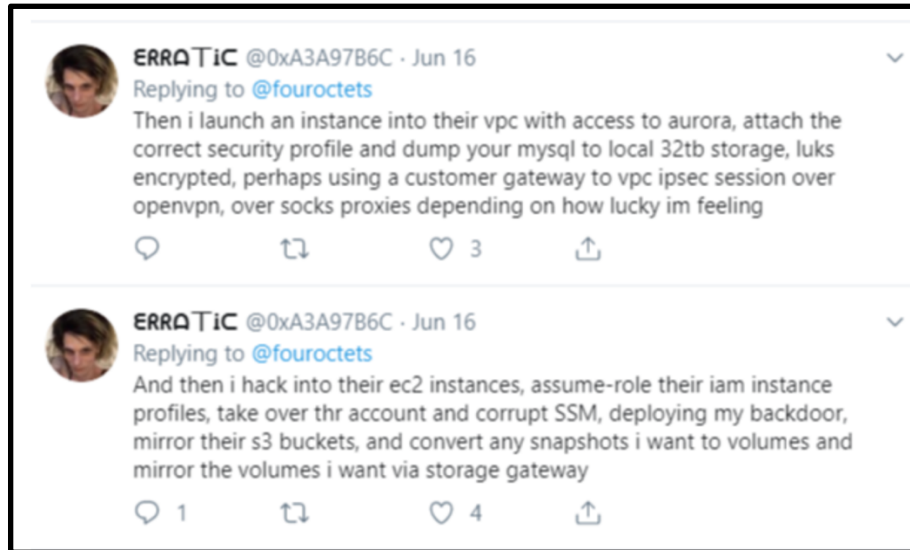 ERRATiC @0xA3A97B6C · Jun 16
Replying to @fouroctets
Then i launch an instance into their vpc with access to aurora, attach the
correct security profile and dump your mysql to local 32tb storage, luks
encrypted, perhaps using a customer gateway to vpc ipsec session over
openvpn, over socks proxies depending on how lucky im feeling
3
ERRATiC @0xA3A97B6C · Jun 16
Replying to @fouroctets
And then i hack into their ec2 instances, assume-role their iam instance
profiles, take over thr account and corrupt SSM, deploying my backdoor,
mirror their s3 buckets, and convert any snapshots i want to volumes and
mirror the volumes i want via storage gateway
1 4